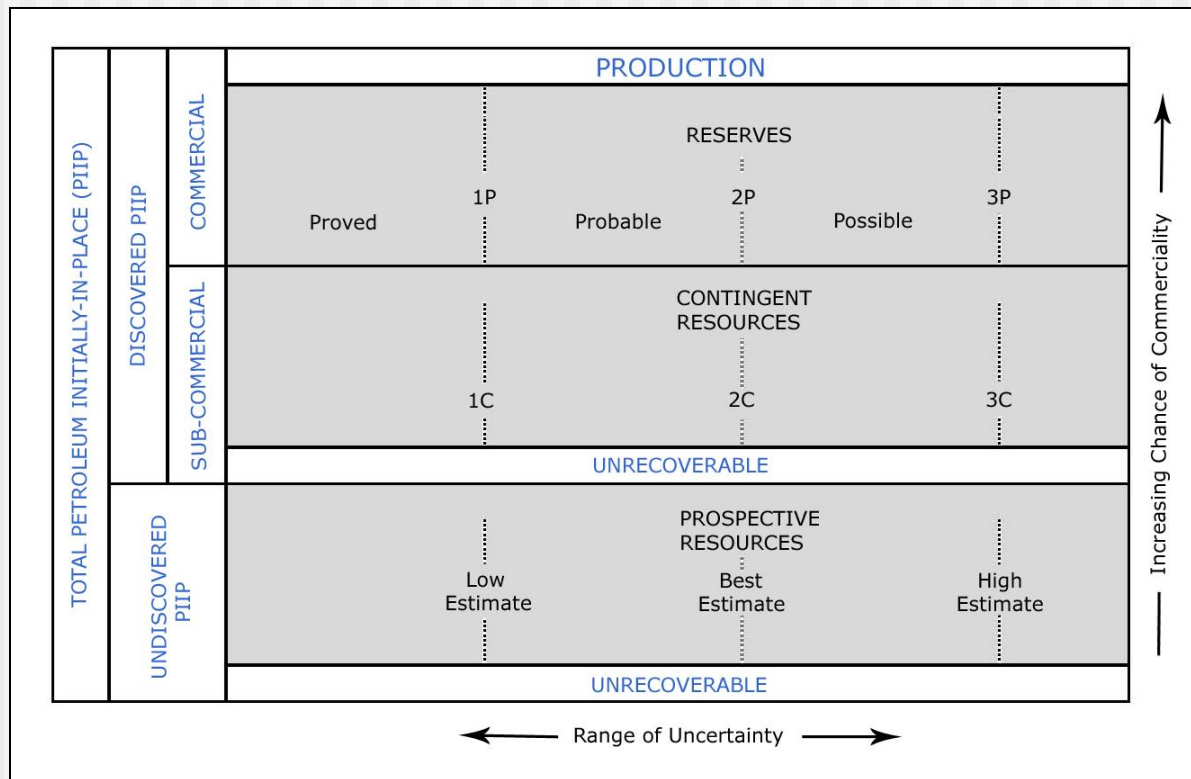 TOTAL PETROLEUM INITIALLY-IN-PLACE (PIIP)
DISCOVERED PIIP
COMMERCIAL
PRODUCTION
RESERVES
1P
2P
3P
Proved
Probable
Possible
SUB-COMMERCIAL
CONTINGENT
RESOURCES
1C
2C
3C
UNRECOVERABLE
UNDISCOVERED
PIIP
PROSPECTIVE
RESOURCES
Low
Estimate
Best
Estimate
High
Estimate
UNRECOVERABLE
Increasing Chance of Commerciality
Range of Uncertainty